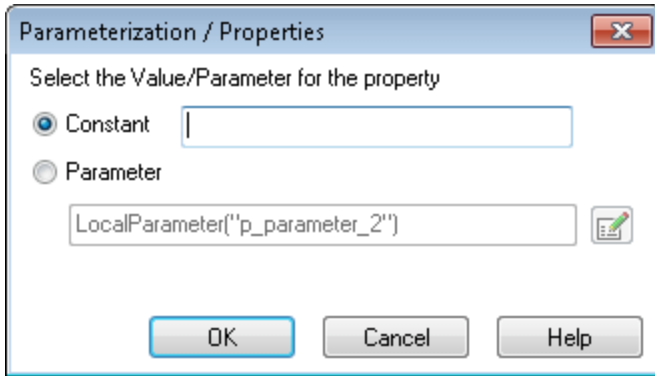 Parameterization / Properties
Select the Value/Parameter for the property
Constant
Parameter
LocalParameter("p_parameter_2")
OK Cancel Help